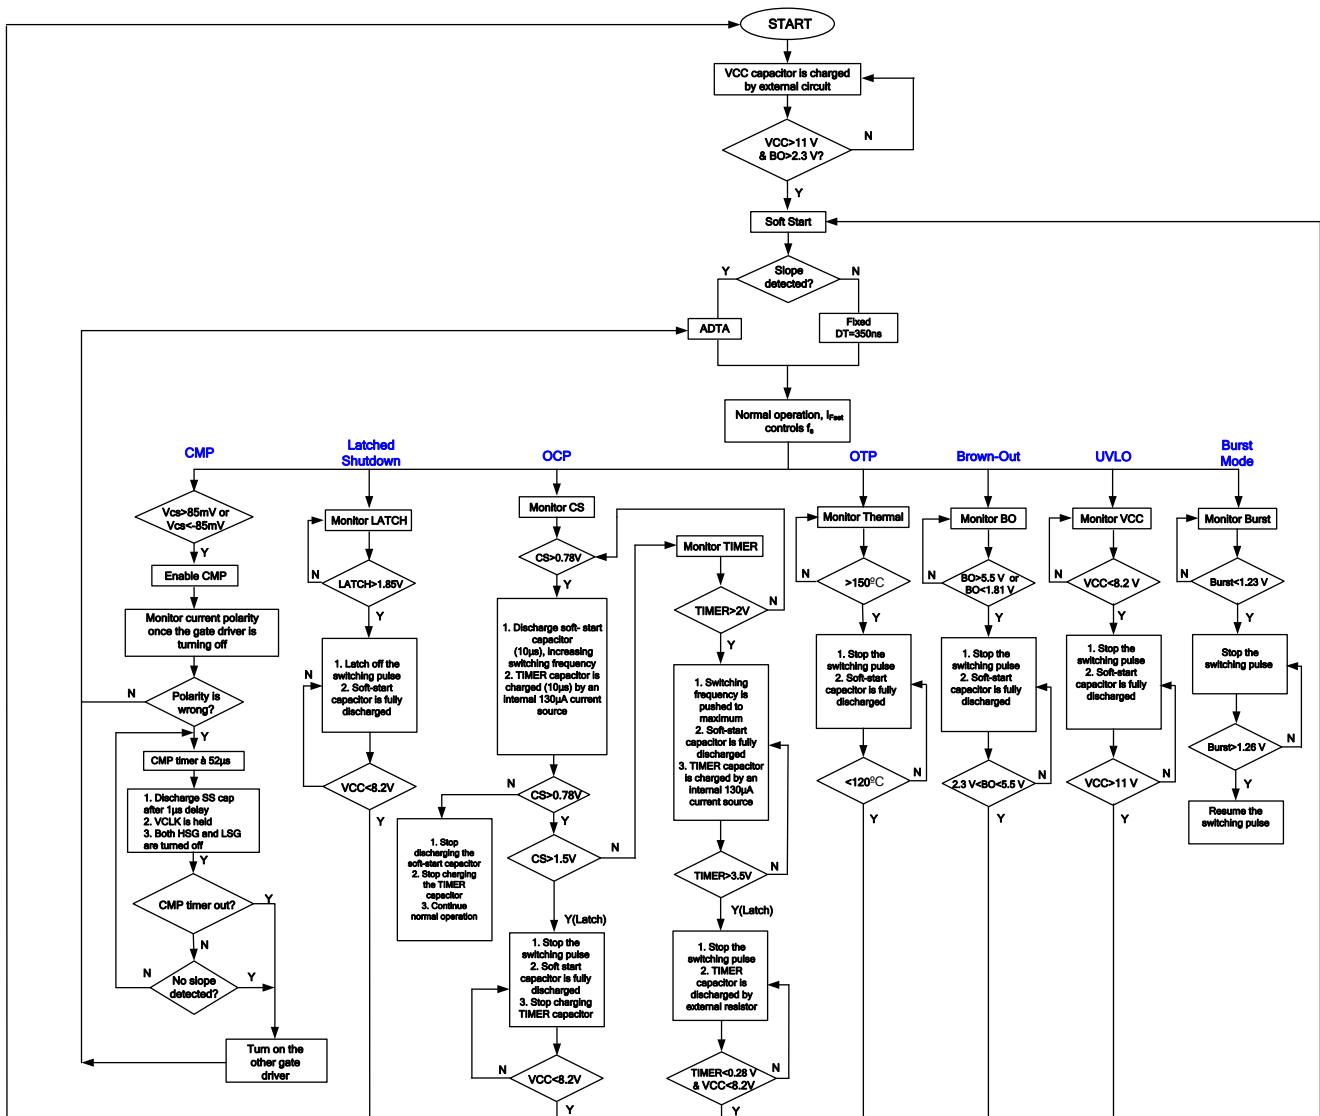 START
VCC capacitor is charged
by external circuit
VCC>11 V
& BO>2.3 V?
N
Y
Soft Start
Slope
detected?
Y
N
ADTA
Fixed
DT=350ns
Normal operation, IFset
controls fs
CMP
Vcs>85mV or
Vcs<-85mV
Y
Enable CMP
Monitor current polarity
once the gate driver is
turning off
Polarity is
wrong?
N
Y
CMP timer à 52µs
1. Discharge SS cap
after 1µs delay
2. VCLK is held
3. Both HSG and LSG
are turned off
Y
CMP timer out?
Y
N
No slope
detected?
N
Y
Turn on the
other gate
driver
Latched
Shutdown
Monitor LATCH
LATCH>1.85V
N
Y
1. Latch off the
switching pulse
2. Soft-start
capacitor is fully
discharged
N
VCC<8.2V
Y
OCP
Monitor CS
CS>0.78V
Y
1. Discharge soft- start
capacitor
(10µs), increasing
switching frequency
2. TIMER capacitor is
charged (10µs) by an
internal 130µA current
source
CS>0.78V
N
Y
1. Stop
discharging the
soft-start capacitor
2. Stop charging
the TIMER
capacitor
3. Continue
normal operation
CS>1.5V
N
Y(Latch)
1. Stop the
switching pulse
2. Soft start
capacitor is fully
discharged
3. Stop charging
TIMER capacitor
N
VCC<8.2V
Y
Monitor TIMER
TIMER>2V
N
Y
1. Switching
frequency is
pushed to
maximum
2. Soft-start
capacitor is fully
discharged
3. TIMER capacitor
is charged by an
internal 130µA
current source
TIMER>3.5V
N
Y(Latch)
1. Stop the
switching pulse
2. TIMER
capacitor is
discharged by
external resistor
TIMER<0.28 V
& VCC<8.2V
N
Y
OTP
Monitor Thermal
>150ºC
N
Y
1. Stop the
switching pulse
2. Soft-start
capacitor is fully
discharged
<120ºC
N
Y
Brown-Out
Monitor BO
BO>5.5 V or
BO<1.81 V
N
Y
1. Stop the
switching pulse
2. Soft-start
capacitor is fully
discharged
2.3 V<BO<5.5 V
N
Y
UVLO
Monitor VCC
VCC<8.2 V
N
Y
1. Stop the
switching pulse
2. Soft-start
capacitor is fully
discharged
VCC>11 V
N
Y
Burst
Mode
Monitor Burst
Burst<1.23 V
N
Y
Stop the
switching pulse
Burst>1.26 V
N
Y
Resume the
switching pulse